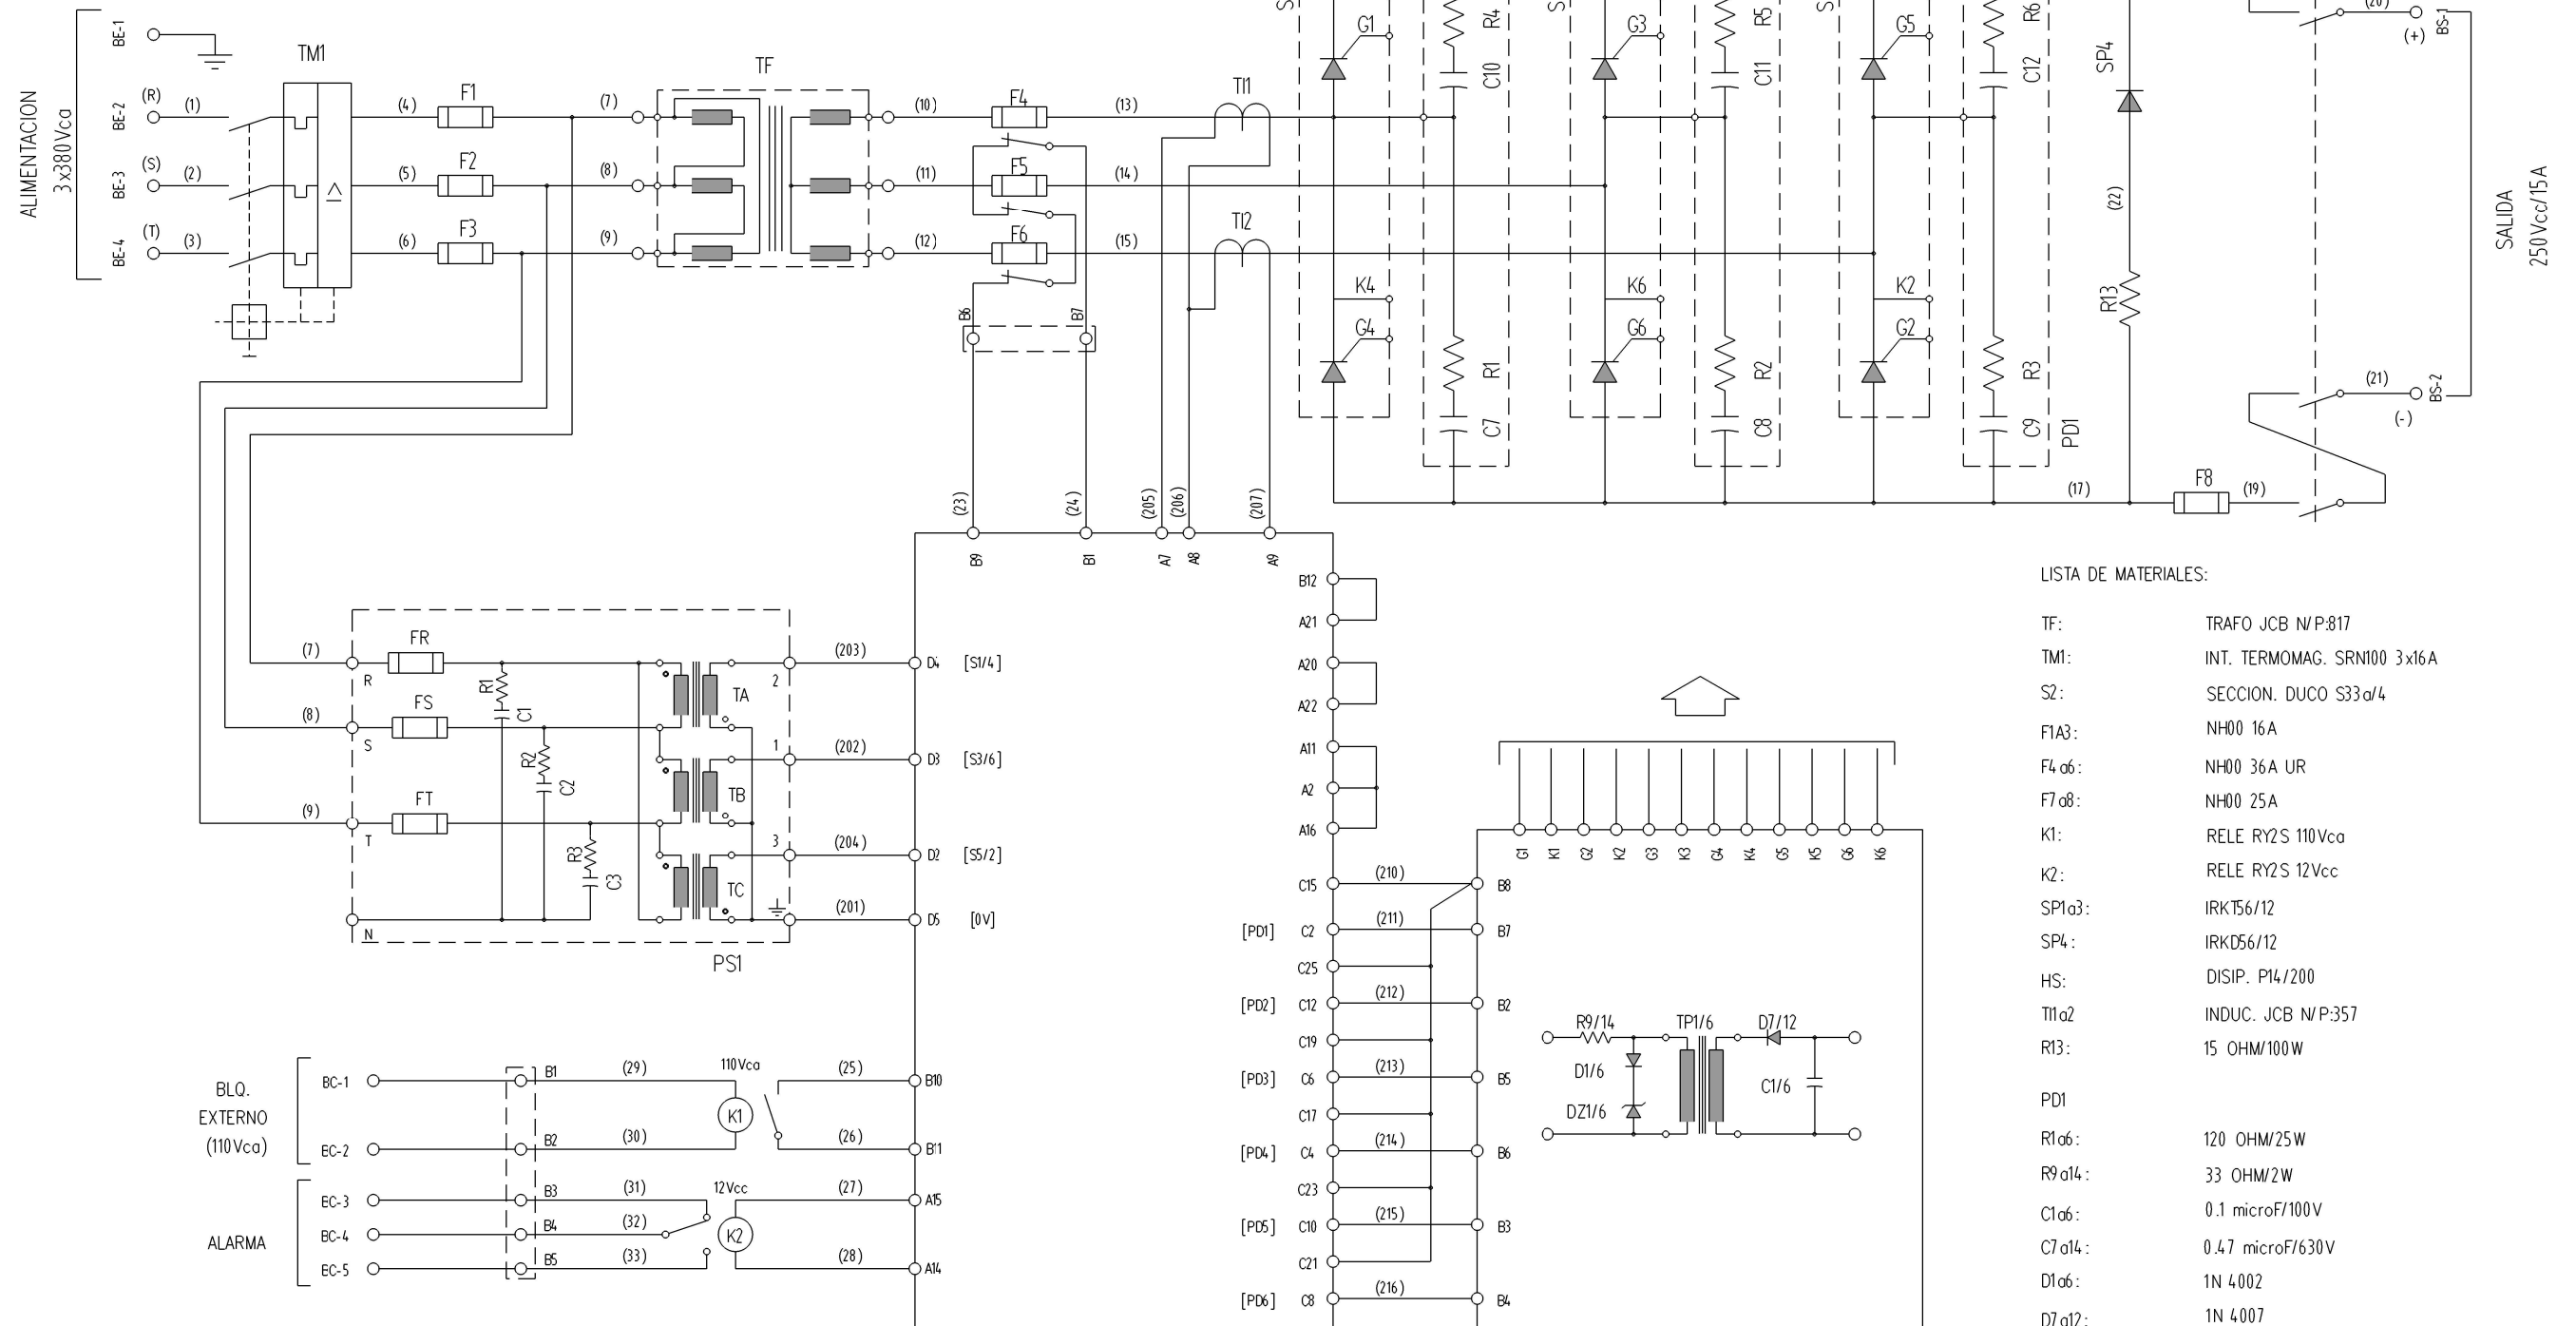 ALIMENTACION
3x380Vca
BE-1
BE-2
BE-3
BE-4
(R)
(S)
(T)
(1)
(2)
(3)
TM1
I>
(4)
(5)
(6)
F1
F2
F3
(7)
(8)
(9)
TF
(10)
(11)
(12)
F4
F5
F6
(13)
(14)
(15)
TI1
TI2
B6
B7
G1
G3
G5
K4
K6
K2
G4
G6
G2
R4
C10
R5
C11
R6
C12
R1
C7
R2
C8
R3
C9
PD1
SP4
(22)
R13
(17)
F8
(19)
(20)
BS-1
(+)
(21)
BS-2
(-)
SALIDA
250Vcc/15A
(23)
(24)
(205)
(206)
(207)
B9
B1
A7
A8
A9
(7)
(8)
(9)
R
S
T
N
FR
FS
FT
R1
C1
R2
C2
R3
C3
TA
TB
TC
2
1
3
PS1
(203)
(202)
(204)
(201)
D4 [S1/4]
D3 [S3/6]
D2 [S5/2]
D5 [0V]
BLQ.
EXTERNO
(110Vca)
BC-1
EC-2
ALARMA
EC-3
BC-4
EC-5
B1
B2
B3
B4
B5
(29)
(30)
(31)
(32)
(33)
110Vca
K1
12Vcc
K2
(25)
(26)
(27)
(28)
B10
B11
A15
A14
B12
A21
A20
A22
A11
A2
A16
C15 (210) B8
[PD1] C2 (211) B7
C25
[PD2] C12 (212) B2
C19
[PD3] C6 (213) B5
C17
[PD4] C4 (214) B6
C23
[PD5] C10 (215) B3
C21
[PD6] C8 (216) B4
G1 K1 G2 K2 G3 K3 G4 K4 G5 K5 G6 K6
R9/14
TP1/6
D7/12
D1/6
C1/6
DZ1/6
LISTA DE MATERIALES:
TF: TRAFO JCB N/P:817
TM1: INT. TERMOMAG. SRN100 3x16A
S2: SECCION. DUCO S33a/4
F1A3: NH00 16A
F4a6: NH00 36A UR
F7a8: NH00 25A
K1: RELE RY2S 110Vca
K2: RELE RY2S 12Vcc
SP1a3: IRKT56/12
SP4: IRKD56/12
HS: DISIP. P14/200
TI1a2 INDUC. JCB N/P:357
R13: 15 OHM/100W
PD1
R1a6: 120 OHM/25W
R9a14: 33 OHM/2W
C1a6: 0.1 microF/100V
C7a14: 0.47 microF/630V
D1a6: 1N 4002
D7a12: 1N 4007